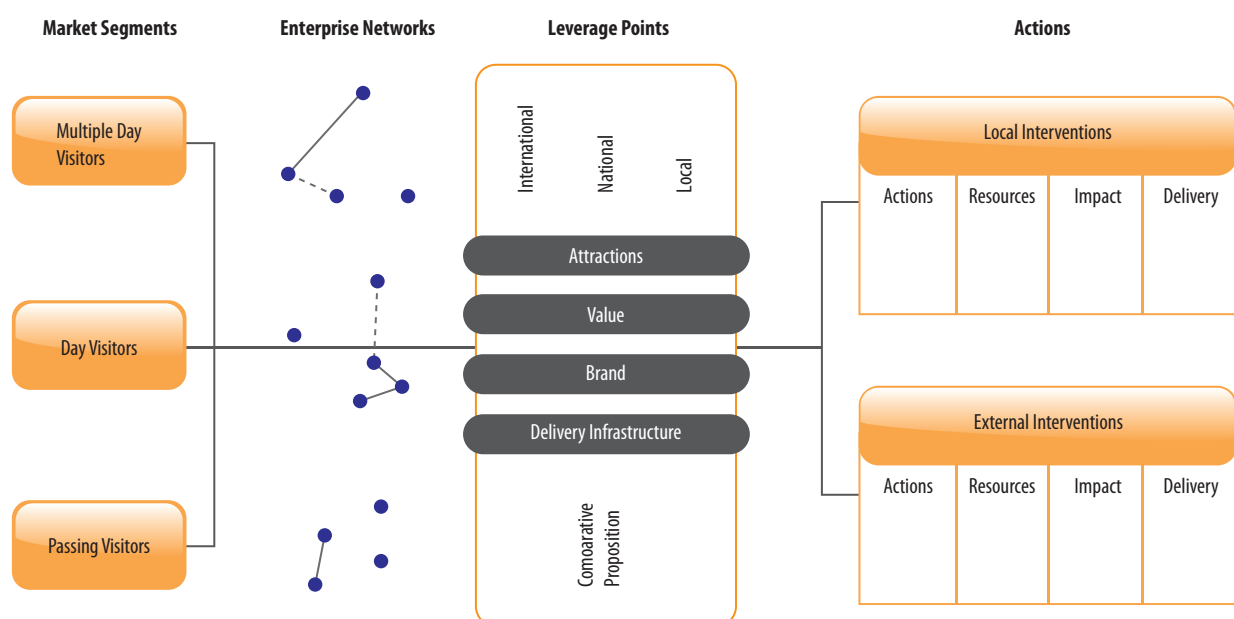 Market Segments
Enterprise Networks
Leverage Points
Actions
Multiple Day
Visitors
Day Visitors
Passing Visitors
International
National
Local
Attractions
Value
Brand
Delivery Infrastructure
Comoarative
Proposition
Local Interventions
Actions
Resources
Impact
Delivery
External Interventions
Actions
Resources
Impact
Delivery